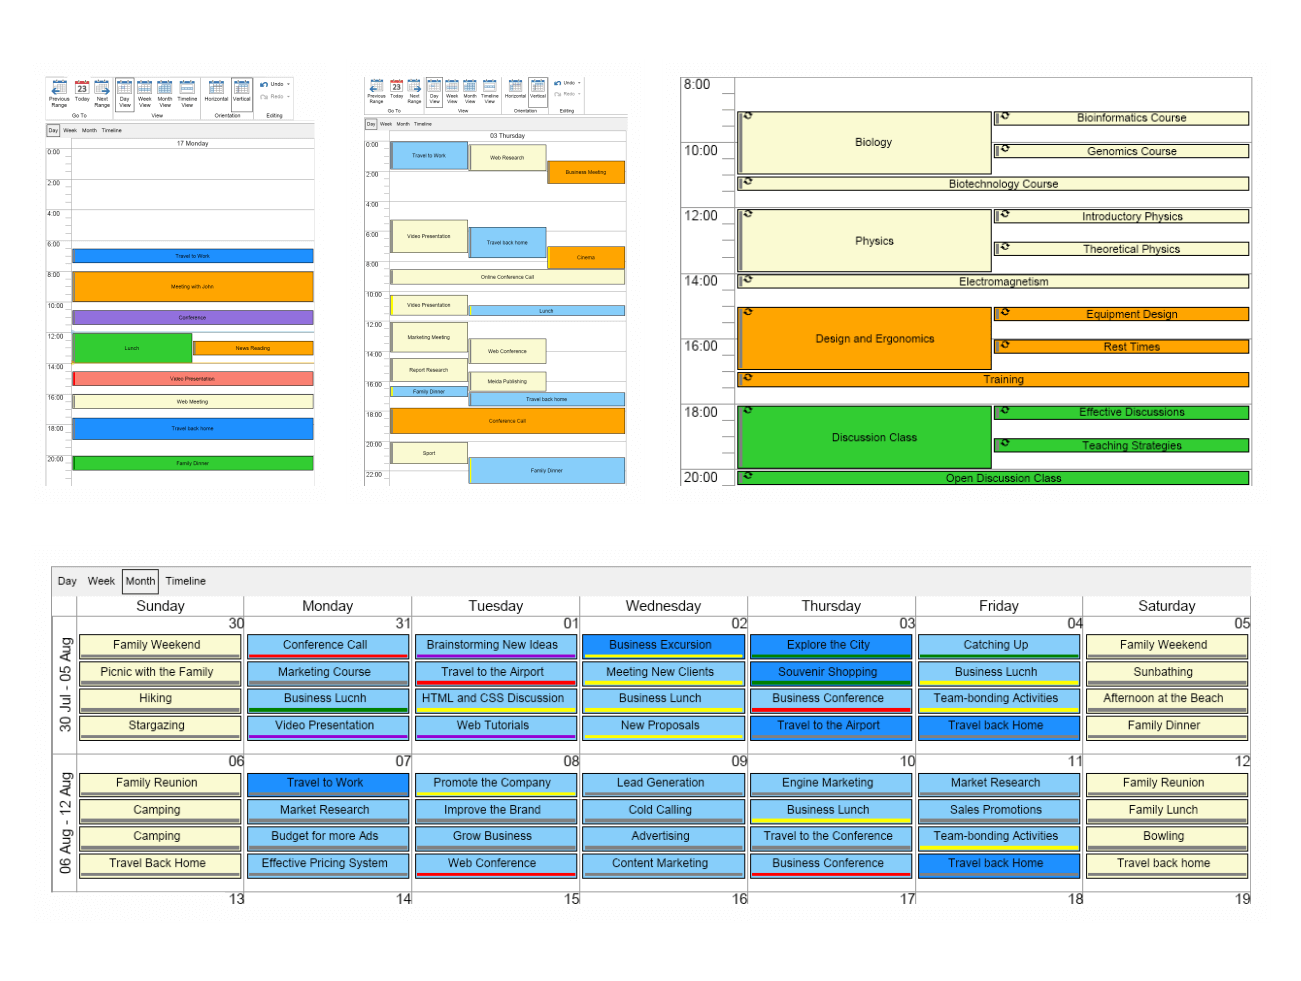 Previous Range
Today
Next Range
Day View
Week View
Month View
Timeline View
Horizontal
Vertical
Undo
Redo
Go To
View
Orientation
Editing
23
Day Week Month Timeline
17 Monday
0:00
2:00
4:00
6:00
Travel to Work
8:00
Meeting with John
10:00
Conference
12:00
Lunch
News Reading
14:00
Video Presentation
16:00
Web Meeting
18:00
Travel back home
20:00
Family Dinner
Previous Range
Today
Next Range
Day View
Week View
Month View
Timeline View
Horizontal
Vertical
Undo
Redo
Go To
View
Orientation
Editing
23
Day Week Month Timeline
03 Thursday
0:00
Travel to Work
Web Research
2:00
Business Meeting
4:00
6:00
Video Presentation
Travel back home
8:00
Cinema
Online Conference Call
10:00
Video Presentation
Lunch
12:00
Marketing Meeting
14:00
Web Conference
Report Research
16:00
Meida Publishing
Family Dinner
Travel back home
18:00
Conference Call
20:00
Sport
22:00
Family Dinner
8:00
Biology
Bioinformatics Course
10:00
Genomics Course
Biotechnology Course
12:00
Physics
Introductory Physics
Theoretical Physics
14:00
Electromagnetism
Design and Ergonomics
Equipment Design
16:00
Rest Times
Training
18:00
Discussion Class
Effective Discussions
Teaching Strategies
20:00
Open Discussion Class
Day Week Month Timeline
Sunday Monday Tuesday Wednesday Thursday Friday Saturday
30 Jul - 05 Aug
30 31 01 02 03 04 05
Family Weekend Conference Call Brainstorming New Ideas Business Excursion Explore the City Catching Up Family Weekend
Picnic with the Family Marketing Course Travel to the Airport Meeting New Clients Souvenir Shopping Business Lucnh Sunbathing
Hiking Business Lucnh HTML and CSS Discussion Business Lunch Business Conference Team-bonding Activities Afternoon at the Beach
Stargazing Video Presentation Web Tutorials New Proposals Travel to the Airport Travel back Home Family Dinner
06 Aug - 12 Aug
06 07 08 09 10 11 12
Family Reunion Travel to Work Promote the Company Lead Generation Engine Marketing Market Research Family Reunion
Camping Market Research Improve the Brand Cold Calling Business Lunch Sales Promotions Family Lunch
Camping Budget for more Ads Grow Business Advertising Travel to the Conference Team-bonding Activities Bowling
Travel Back Home Effective Pricing System Web Conference Content Marketing Business Conference Travel back Home Travel back home
13 14 15 16 17 18 19